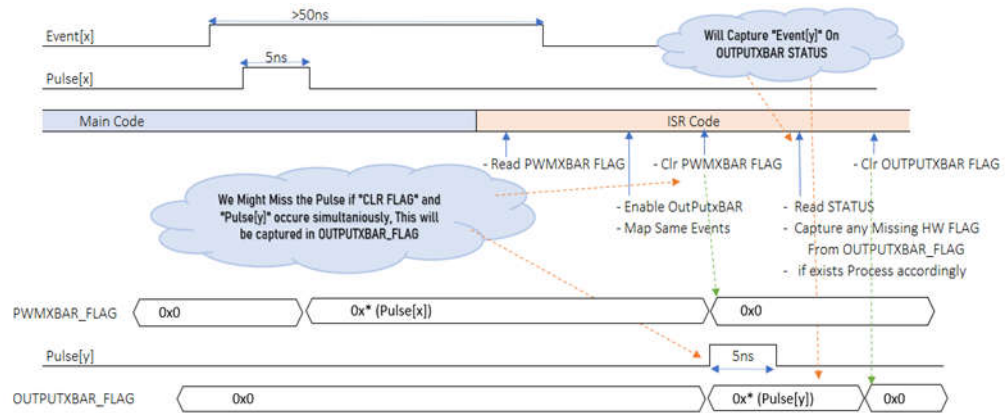 >50ns
Event[x]
Will Capture "Event[y]" On
OUTPUTXBAR STATUS
5ns
Pulse[x]
Main Code
ISR Code
- Read PWMXBAR FLAG
- Clr PWMXBAR FLAG
- Clr OUTPUTXBAR FLAG
We Might Miss the Pulse if "CLR FLAG" and
"Pulse[y]" occure simultaniously, This will
be captured in OUTPUTXBAR_FLAG
- Enable OutPutxBAR
- Map Same Events
- Read STATUS
- Capture any Missing HW FLAG
From OUTPUTXBAR_FLAG
- if exists Process accordingly
PWMXBAR_FLAG
0x0
0x* (Pulse[x])
0x0
Pulse[y]
5ns
OUTPUTXBAR_FLAG
0x0
0x* (Pulse[y])
0x0